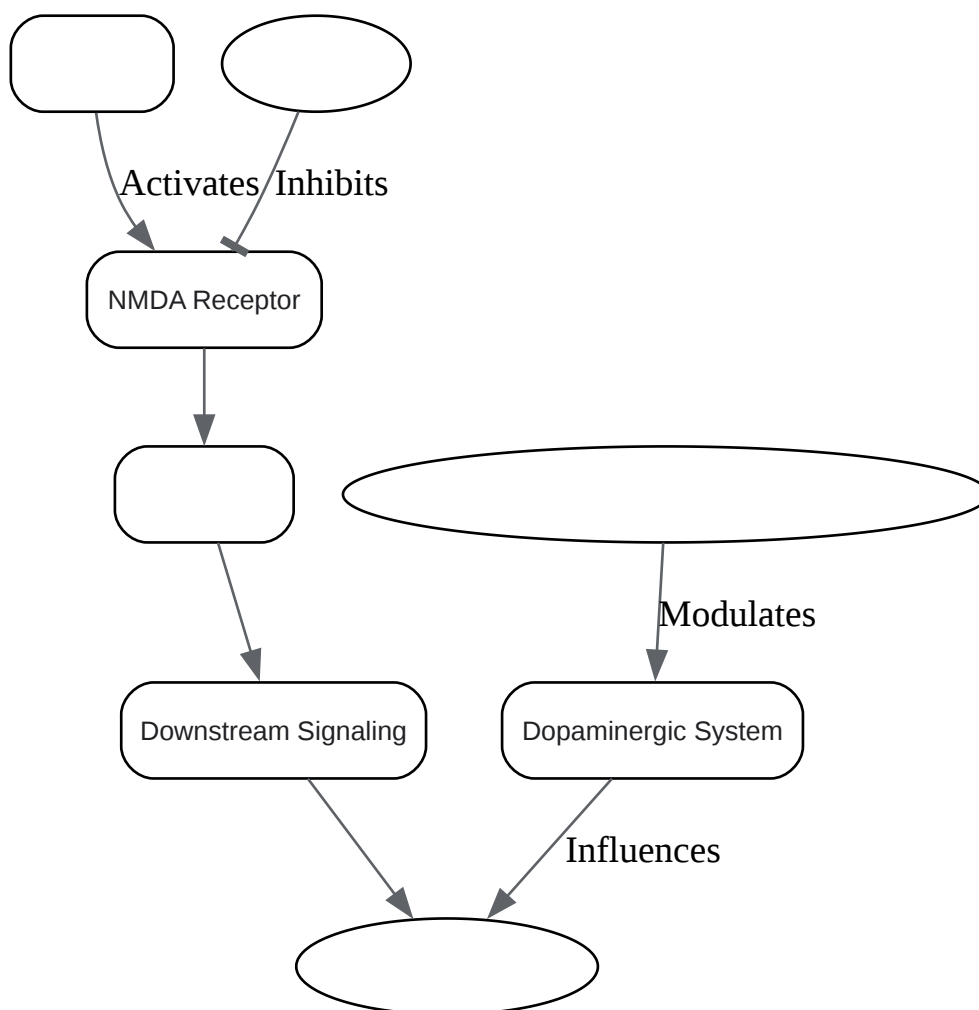 Activates
Inhibits
NMDA Receptor
Modulates
Downstream Signaling
Dopaminergic System
Influences